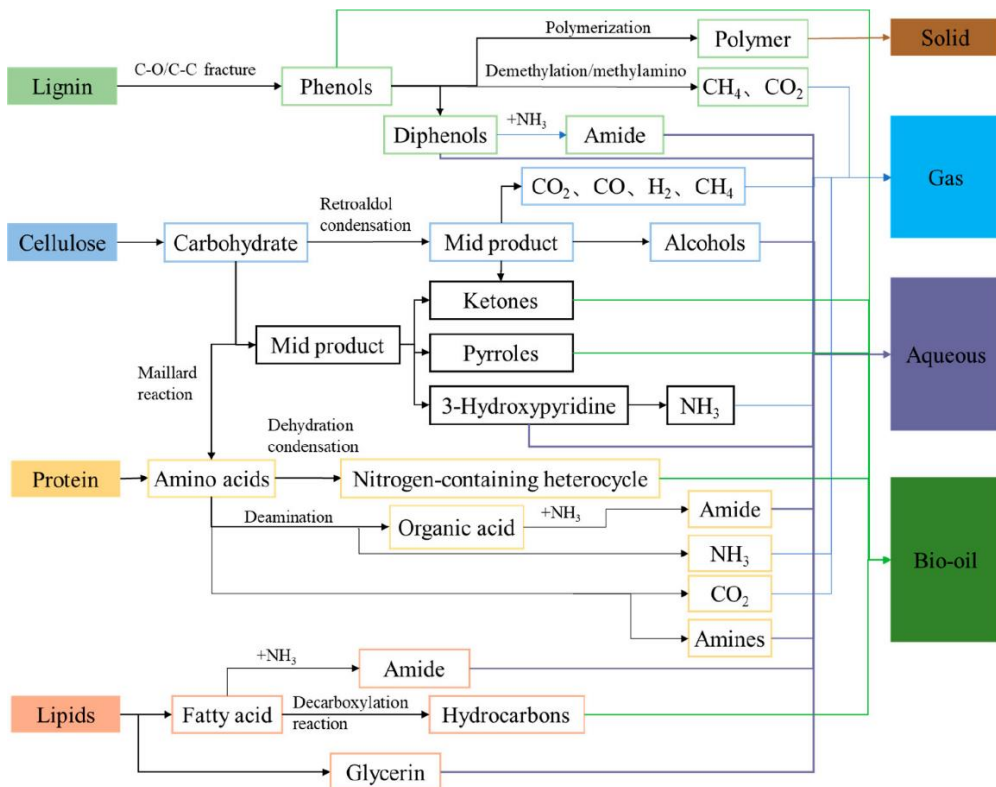 Polymerization
Polymer
Solid
C-O/C-C fracture
Lignin
Phenols
Demethylation/methylamino
CH₄、CO₂
+NH₃
Diphenols
Amide
Gas
CO₂、CO、H₂、CH₄
Retroaldol
condensation
Cellulose
Carbohydrate
Mid product
Alcohols
Ketones
Mid product
Pyrroles
Aqueous
Maillard
reaction
3-Hydroxypyridine
NH₃
Dehydration
condensation
Protein
Amino acids
Nitrogen-containing heterocycle
Deamination
Organic acid
+NH₃
Amide
NH₃
Bio-oil
CO₂
Amines
+NH₃
Amide
Lipids
Fatty acid
Decarboxylation
reaction
Hydrocarbons
Glycerin